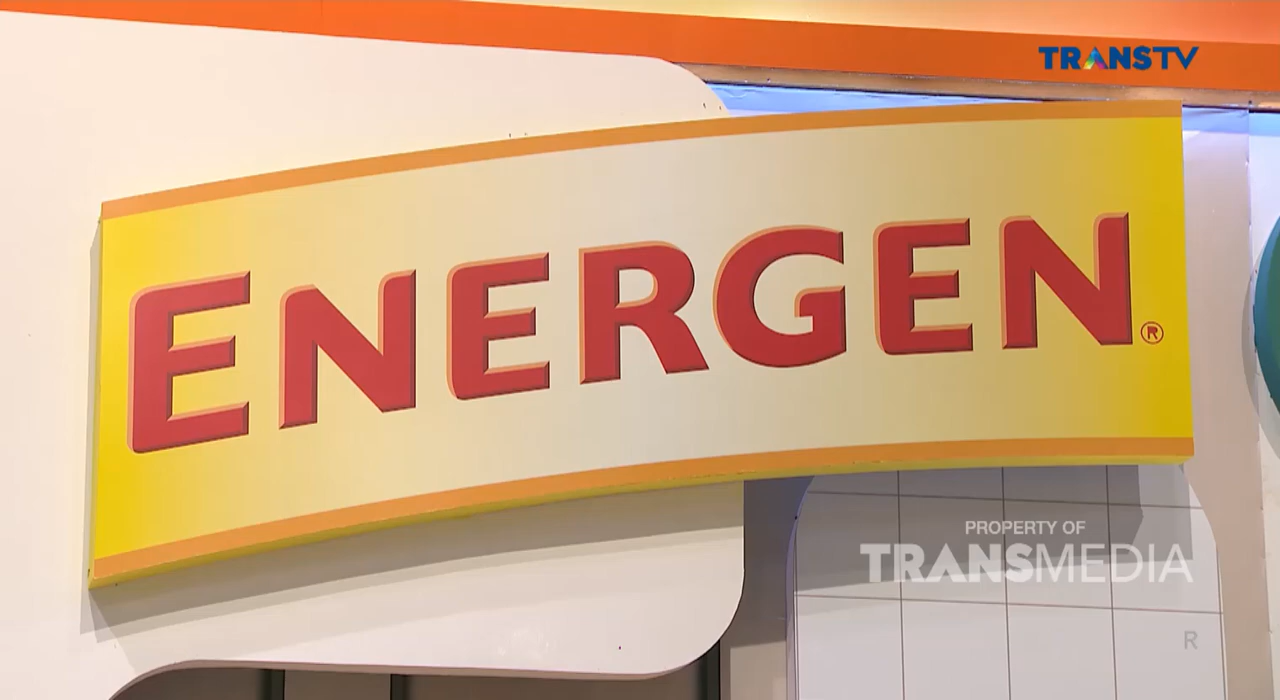 TRANSTV
ENERGEN®
PROPERTY OF
TRANSMEDIA
R